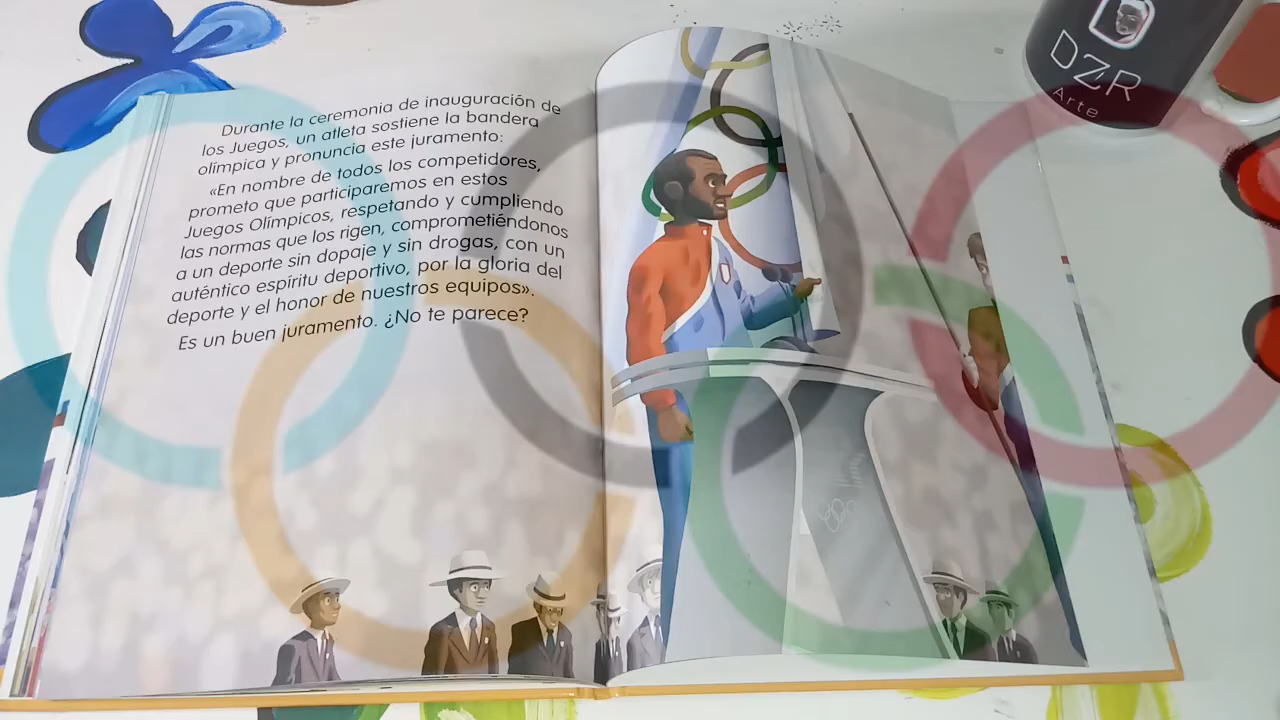 Durante la ceremonia de inauguración de
los Juegos, un atleta sostiene la bandera
olímpica y pronuncia este juramento:
«En nombre de todos los competidores,
prometo que participaremos en estos
Juegos Olímpicos, respetando y cumpliendo
las normas que los rigen, comprometiéndonos
a un deporte sin dopaje y sin drogas, con un
auténtico espíritu deportivo, por la gloria del
deporte y el honor de nuestros equipos».
Es un buen juramento. ¿No te parece?
DZR
Arte